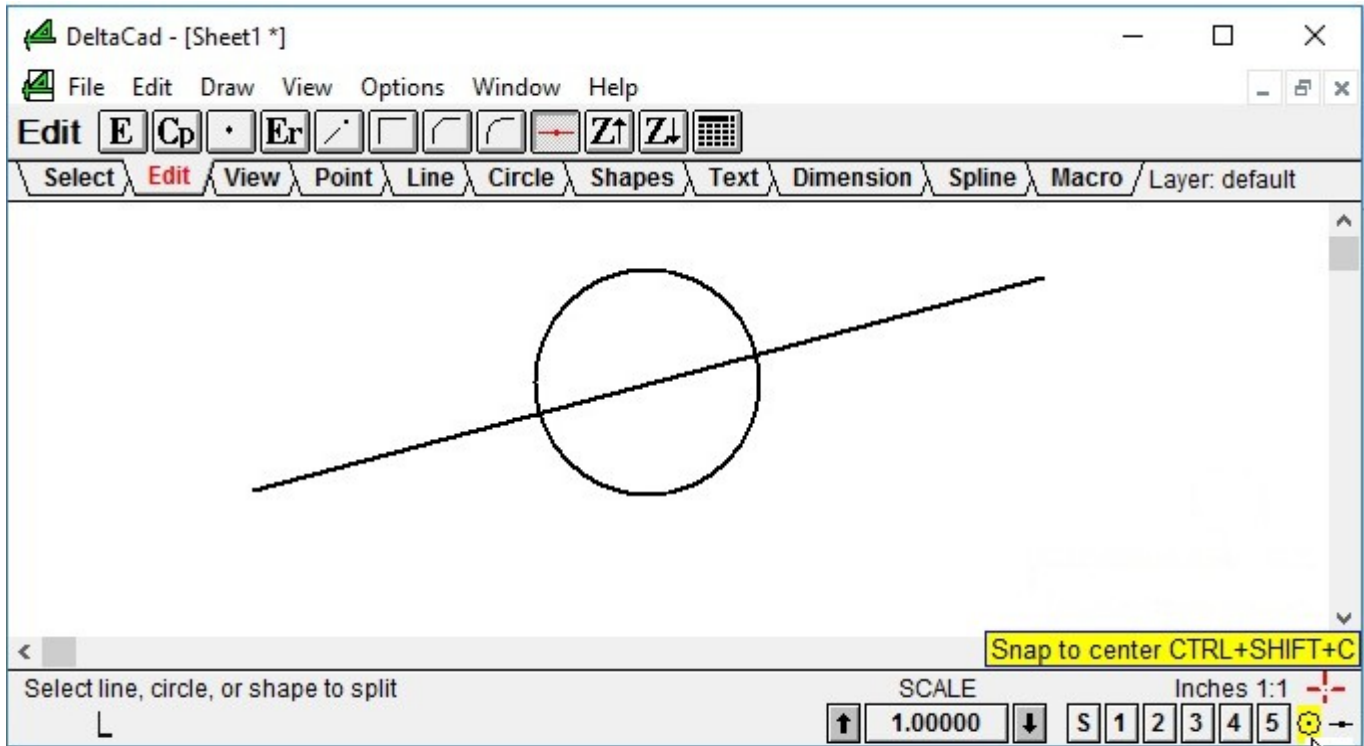 DeltaCad - [Sheet1 *]
File Edit Draw View Options Window Help
Edit E Cp Er Z↑ Z↓
Select Edit View Point Line Circle Shapes Text Dimension Spline Macro Layer: default
Snap to center CTRL+SHIFT+C
Select line, circle, or shape to split SCALE Inches 1:1
1.00000 S 1 2 3 4 5